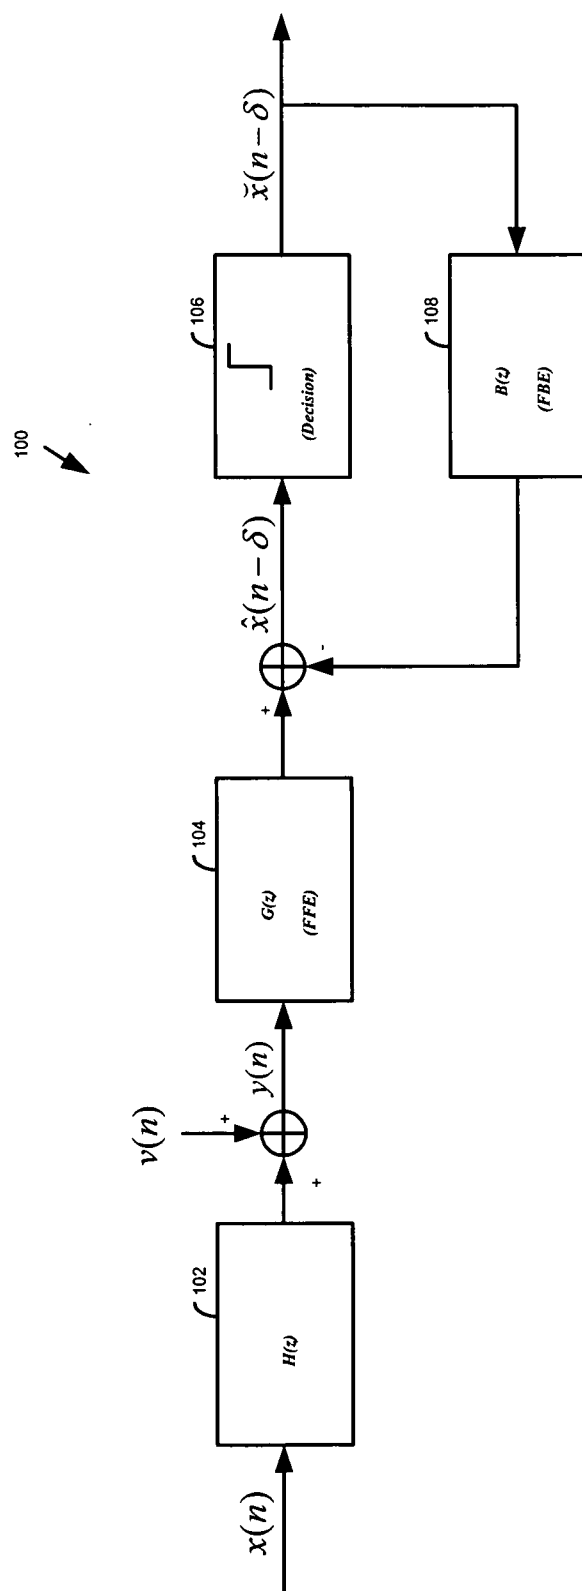 100
x(n)
102
H(z)
+
v(n)
+
y(n)
104
G(z)
(FFE)
+
-
x̂(n − δ)
106
(Decision)
x̌(n − δ)
108
B(z)
(FBE)